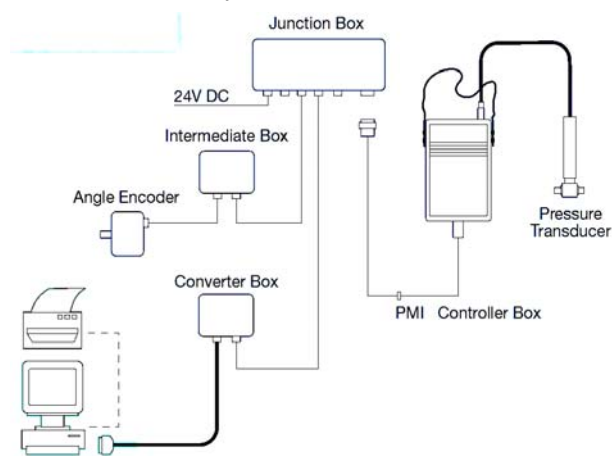 Junction Box
24V DC
Intermediate Box
Angle Encoder
Pressure
Transducer
Converter Box
PMI Controller Box